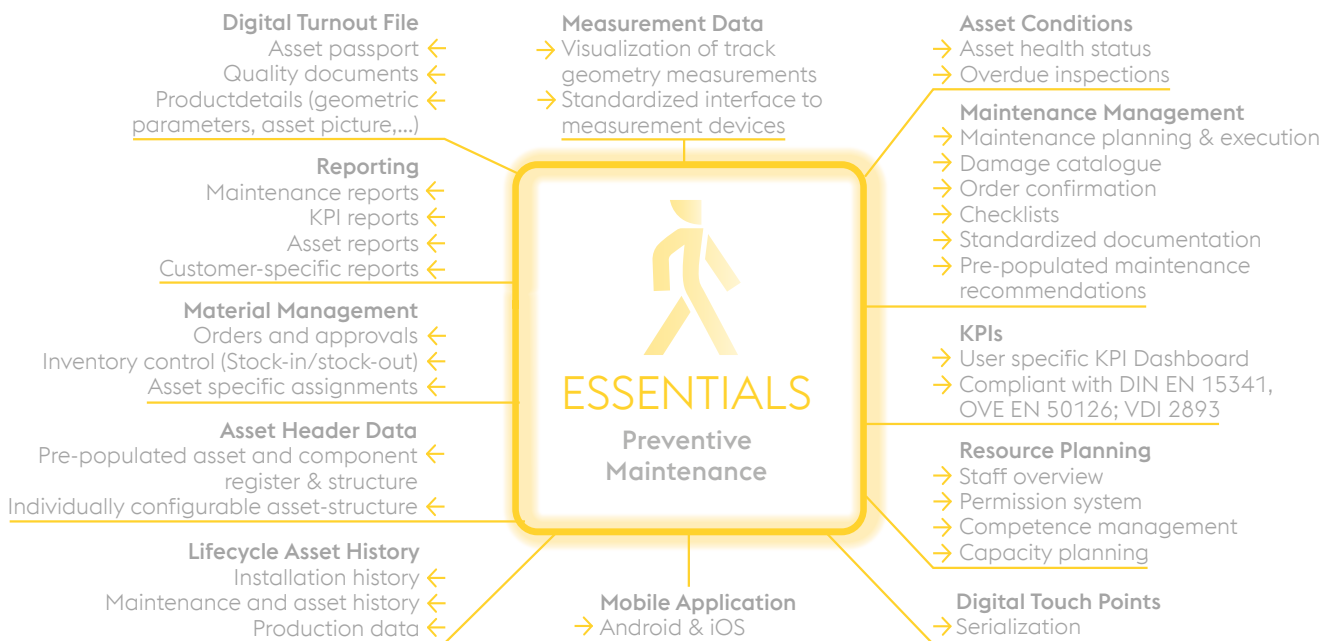 Digital Turnout File
Asset passport
Quality documents
Productdetails (geometric
parameters, asset picture,...)
Reporting
Maintenance reports
KPI reports
Asset reports
Customer-specific reports
Material Management
Orders and approvals
Inventory control (Stock-in/stock-out)
Asset specific assignments
Asset Header Data
Pre-populated asset and component
register & structure
Individually configurable asset-structure
Lifecycle Asset History
Installation history
Maintenance and asset history
Production data
Measurement Data
Visualization of track
geometry measurements
Standardized interface to
measurement devices
ESSENTIALS
Preventive
Maintenance
Mobile Application
Android & iOS
Asset Conditions
Asset health status
Overdue inspections
Maintenance Management
Maintenance planning & execution
Damage catalogue
Order confirmation
Checklists
Standardized documentation
Pre-populated maintenance
recommendations
KPIs
User specific KPI Dashboard
Compliant with DIN EN 15341,
OVE EN 50126; VDI 2893
Resource Planning
Staff overview
Permission system
Competence management
Capacity planning
Digital Touch Points
Serialization